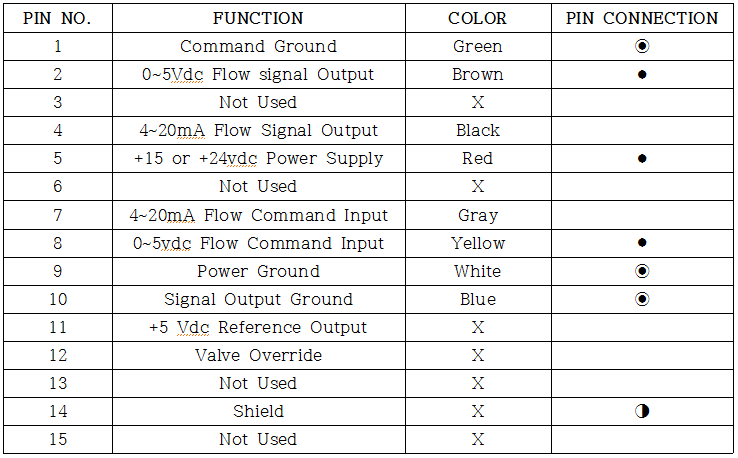 PIN NO. FUNCTION COLOR PIN CONNECTION
1 Command Ground Green ◉
2 0~5Vdc Flow signal Output Brown ●
3 Not Used X
4 4~20mA Flow Signal Output Black
5 +15 or +24vdc Power Supply Red ●
6 Not Used X
7 4~20mA Flow Command Input Gray
8 0~5vdc Flow Command Input Yellow ●
9 Power Ground White ◉
10 Signal Output Ground Blue ◉
11 +5 Vdc Reference Output X
12 Valve Override X
13 Not Used X
14 Shield X ◑
15 Not Used X